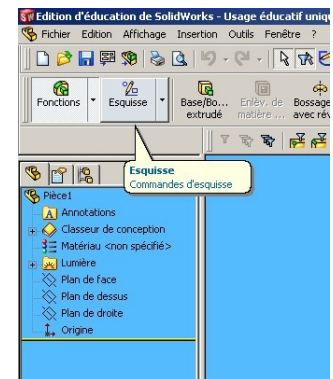 Edition d'éducation de SolidWorks - Usage éducatif uniq
Fichier Edition Affichage Insertion Outils Fenêtre ?
Fonctions Esquisse Base/Bo... extrudé Enlèv. de matière ... Bossage avec rév
Esquisse
Commandes d'esquisse
Pièce1
Annotations
Classeur de conception
Matériau <non spécifié>
Lumière
Plan de face
Plan de dessus
Plan de droite
Origine